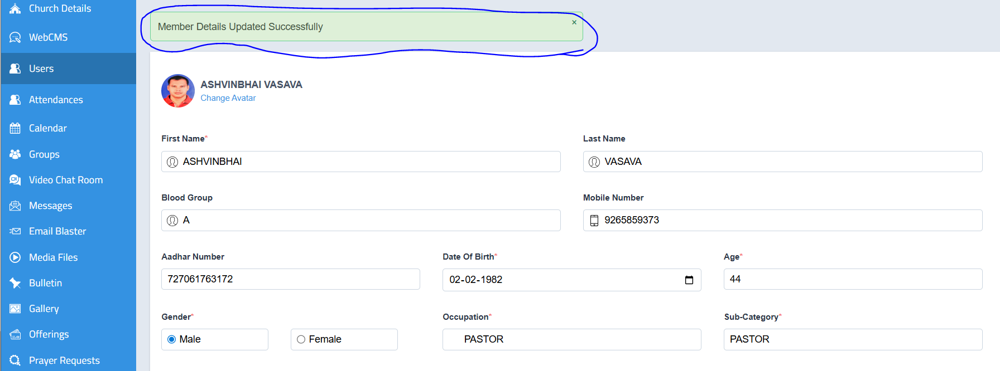 Church Details
WebCMS
Users
Attendances
Calendar
Groups
Video Chat Room
Messages
Email Blaster
Media Files
Bulletin
Gallery
Offerings
Prayer Requests
Member Details Updated Successfully ×
ASHVINBHAI VASAVA
Change Avatar
First Name* Last Name
ASHVINBHAI VASAVA
Blood Group Mobile Number
A 9265859373
Aadhar Number Date Of Birth* Age*
727061763172 02-02-1982 44
Gender* Occupation* Sub-Category*
Male Female PASTOR PASTOR